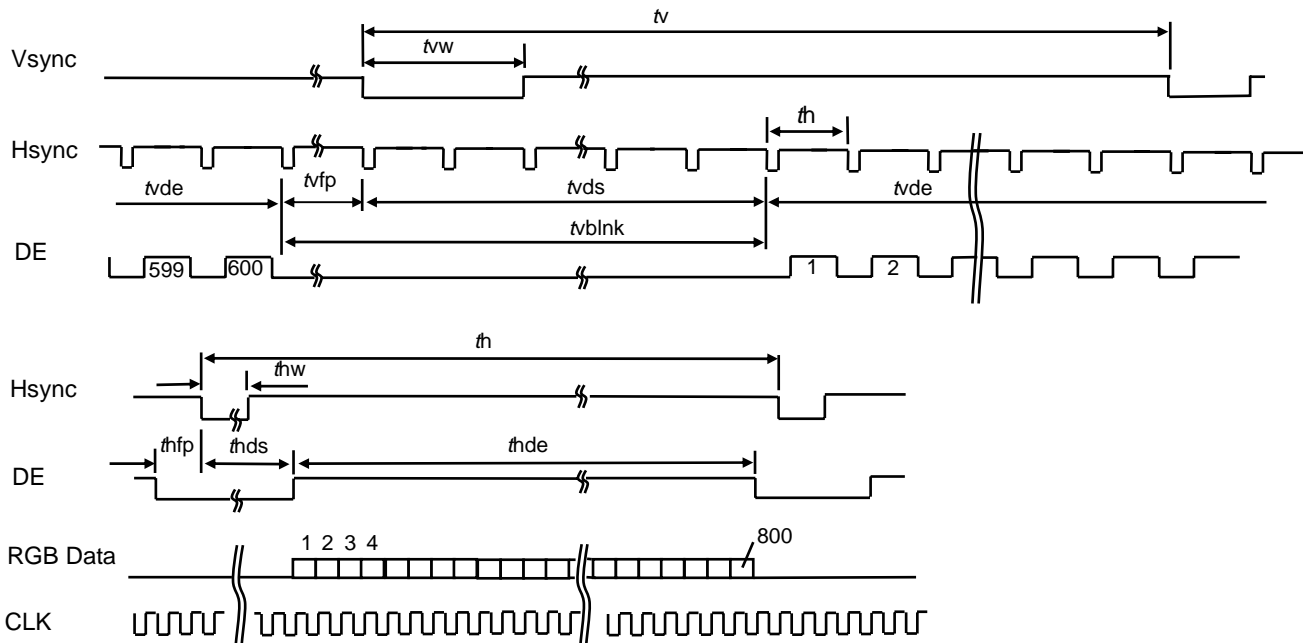 tv
Vsync
tvw
th
Hsync
tvde
tvfp
tvds
tvde
tvblnk
DE
599
600
1
2
th
thw
Hsync
thfp
thds
thde
DE
1 2 3 4
800
RGB Data
CLK